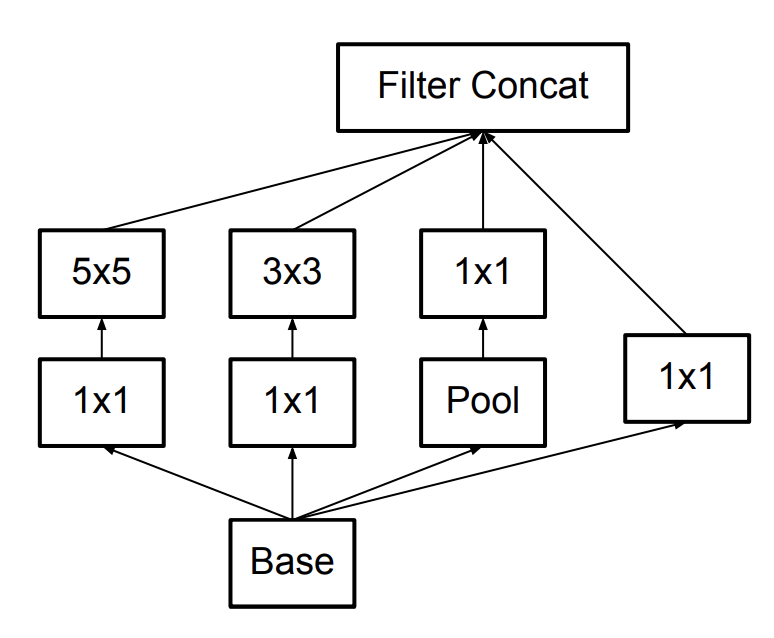 Filter Concat
5x5
3x3
1x1
1x1
1x1
Pool
1x1
Base